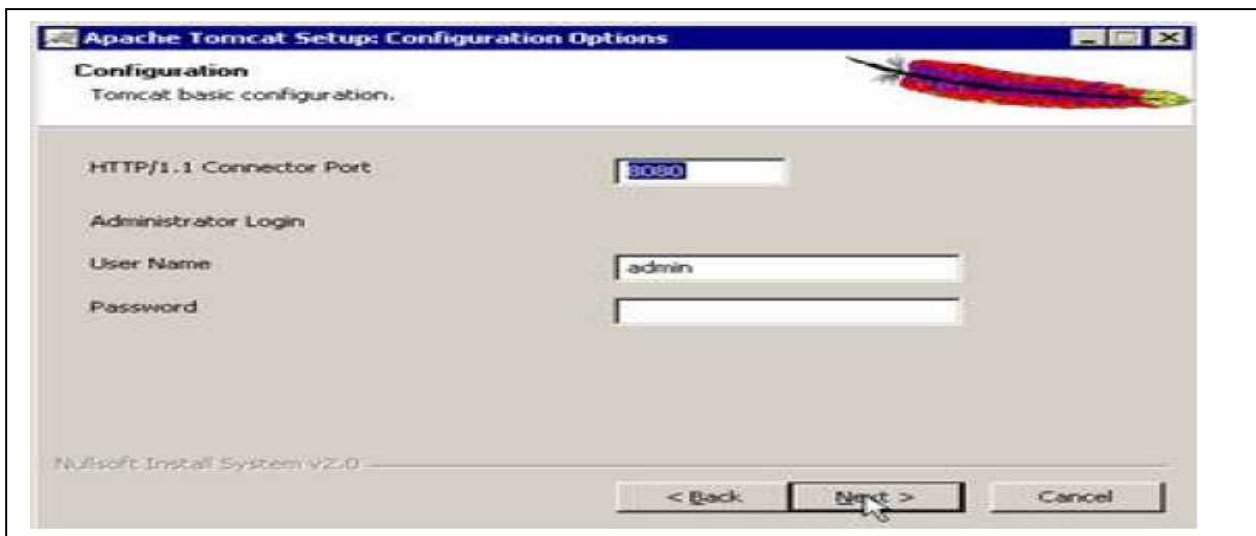 Apache Tomcat Setup: Configuration Options
Configuration
Tomcat basic configuration.
HTTP/1.1 Connector Port
8080
Administrator Login
User Name
admin
Password
Nullsoft Install System v2.0
< Back
Next >
Cancel